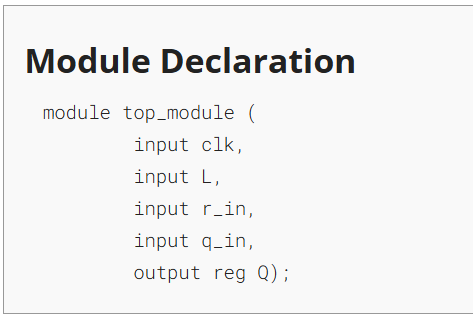 Module Declaration
module top_module (
input clk,
input L,
input r_in,
input q_in,
output reg Q);